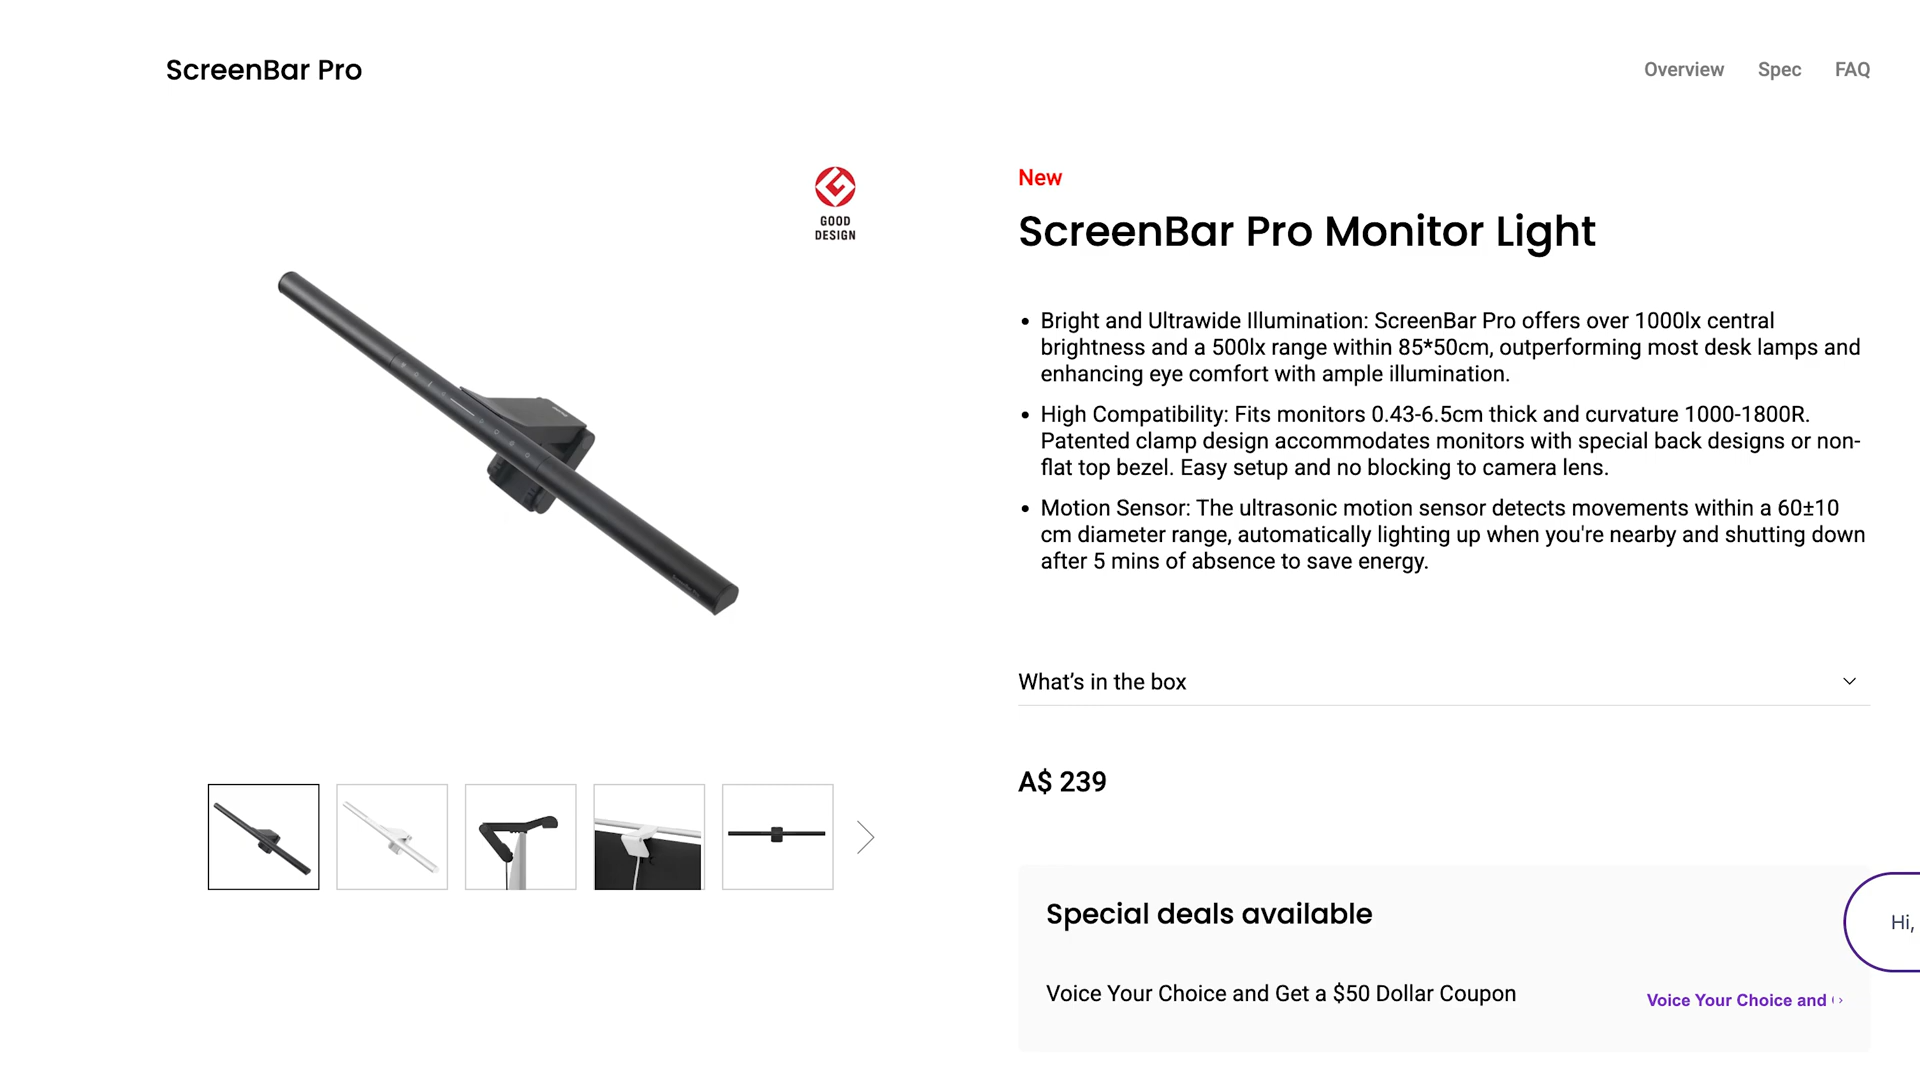 ScreenBar Pro
Overview
Spec
FAQ
GOOD
DESIGN
New
ScreenBar Pro Monitor Light
• Bright and Ultrawide Illumination: ScreenBar Pro offers over 1000lx central
brightness and a 500lx range within 85*50cm, outperforming most desk lamps and
enhancing eye comfort with ample illumination.
• High Compatibility: Fits monitors 0.43-6.5cm thick and curvature 1000-1800R.
Patented clamp design accommodates monitors with special back designs or non-
flat top bezel. Easy setup and no blocking to camera lens.
• Motion Sensor: The ultrasonic motion sensor detects movements within a 60±10
cm diameter range, automatically lighting up when you're nearby and shutting down
after 5 mins of absence to save energy.
What’s in the box
A$ 239
Special deals available
Voice Your Choice and Get a $50 Dollar Coupon
Voice Your Choice and
Hi,